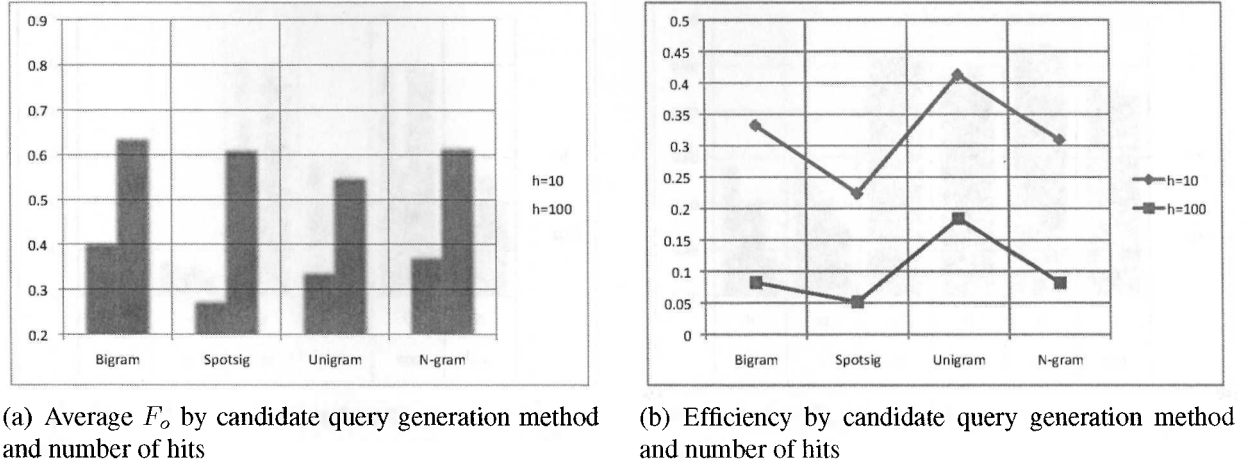 0.9
0.8
0.7
0.6
0.5
0.4
0.3
0.2
Bigram Spotsig Unigram N-gram
h=10
h=100
0.5
0.45
0.4
0.35
0.3
0.25
0.2
0.15
0.1
0.05
0
Bigram Spotsig Unigram N-gram
h=10
h=100
(a) Average Fₒ by candidate query generation method
and number of hits
(b) Efficiency by candidate query generation method
and number of hits